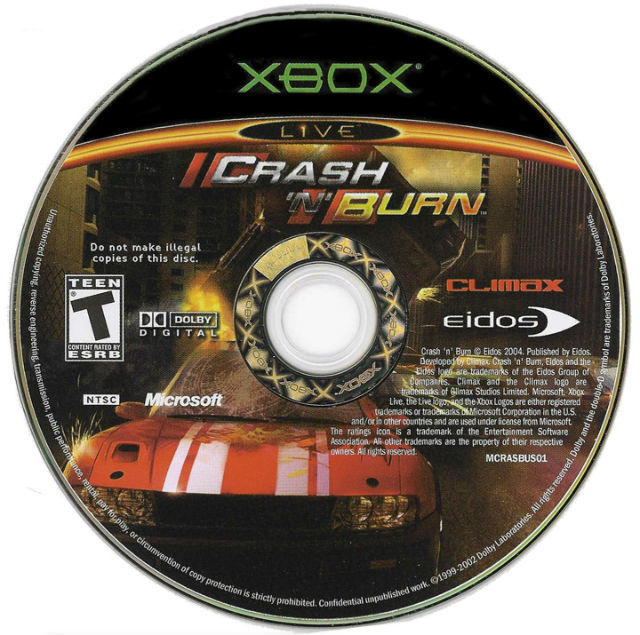 XBOX®
LIVE™
CRASH
'N' BURN™
Do not make illegal
copies of this disc.
TEEN
T
CONTENT RATED BY
ESRB
DOLBY
DIGITAL
NTSC
Microsoft
XBOX
CLIMAX
eidos
Crash 'n' Burn © Eidos 2004. Published by Eidos.
Developed by Climax. Crash 'n' Burn, Eidos and the
Eidos logo are trademarks of the Eidos Group of
Companies. Climax and the Climax logo are
trademarks of Climax Studios Limited. Microsoft, Xbox
Live, the Live logo, and the Xbox Logos are either registered
trademarks or trademarks of Microsoft Corporation in the U.S.
and/or in other countries and are used under license from Microsoft.
The ratings icon is a trademark of the Entertainment Software
Association. All other trademarks are the property of their respective
owners. All rights reserved.
MCRASBUS01
Unauthorized copying, reverse engineering, transmission, public performance, rental, pay for play, or circumvention of copy protection is strictly prohibited. Confidential unpublished work. ©1999-2002 Dolby Laboratories. All rights reserved. Dolby and the double-D symbol are trademarks of Dolby Laboratories.